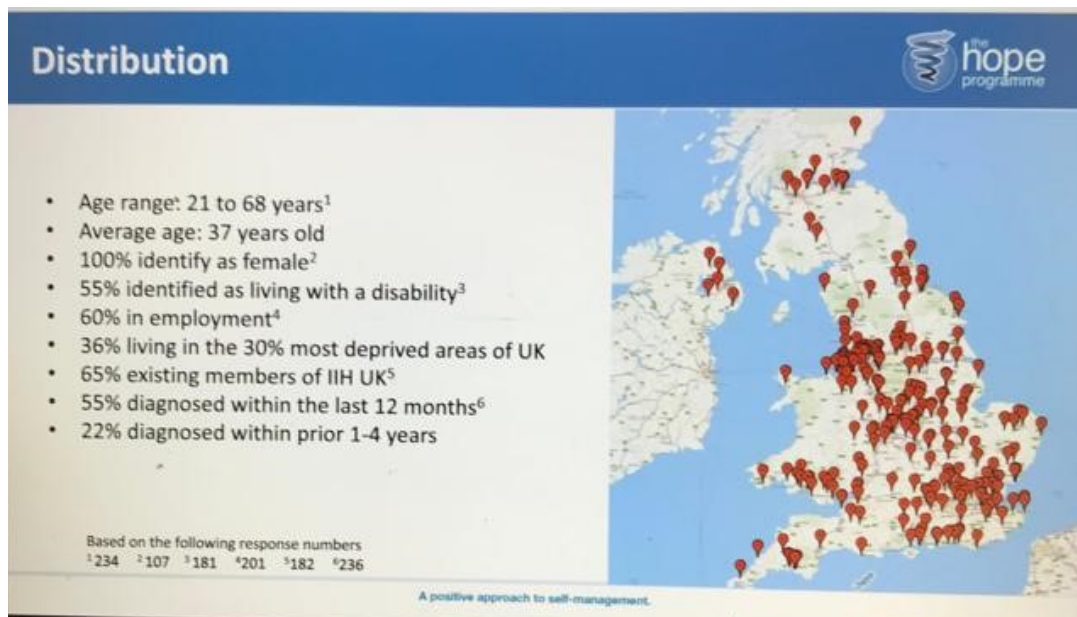 Distribution
the
hope
programme
• Age range: 21 to 68 years¹
• Average age: 37 years old
• 100% identify as female²
• 55% identified as living with a disability³
• 60% in employment⁴
• 36% living in the 30% most deprived areas of UK
• 65% existing members of IIH UK⁵
• 55% diagnosed within the last 12 months⁶
• 22% diagnosed within prior 1-4 years
Based on the following response numbers
¹234 ²107 ³181 ⁴201 ⁵182 ⁶236
A positive approach to self-management.